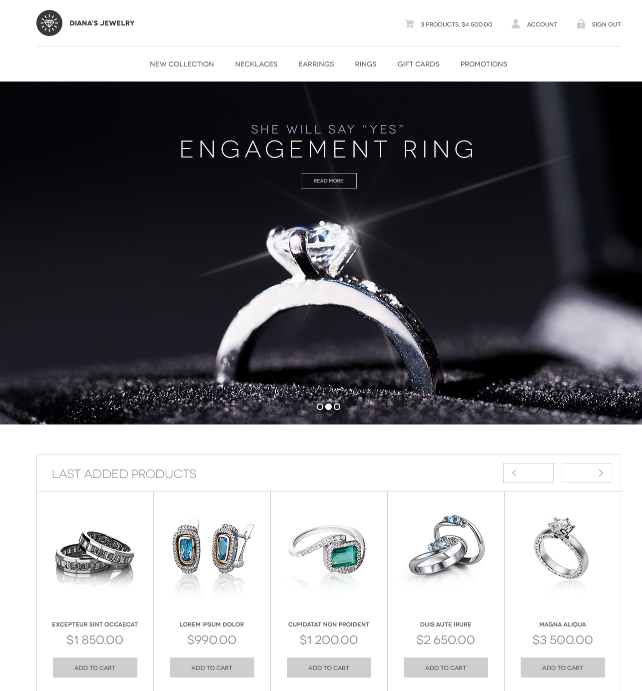 DIANA'S JEWELRY
3 PRODUCTS, $4 500.00
ACCOUNT
SIGN OUT
NEW COLLECTION
NECKLACES
EARRINGS
RINGS
GIFT CARDS
PROMOTIONS
SHE WILL SAY "YES"
ENGAGEMENT RING
READ MORE
LAST ADDED PRODUCTS
EXCEPTEUR SINT OCCAECAT
$1 850.00
ADD TO CART
LOREM IPSUM DOLOR
$990.00
ADD TO CART
CUPIDATAT NON PROIDENT
$1 200.00
ADD TO CART
DUIS AUTE IRURE
$2 650.00
ADD TO CART
MAGNA ALIQUA
$3 500.00
ADD TO CART